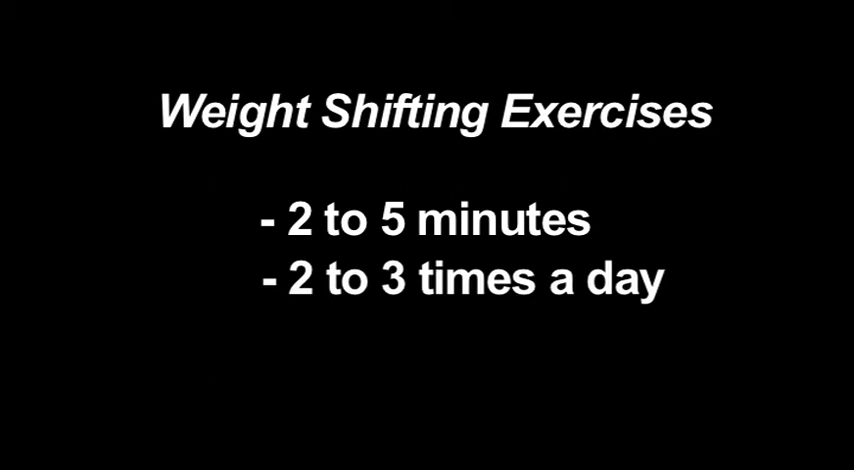 Weight Shifting Exercises
- 2 to 5 minutes
- 2 to 3 times a day